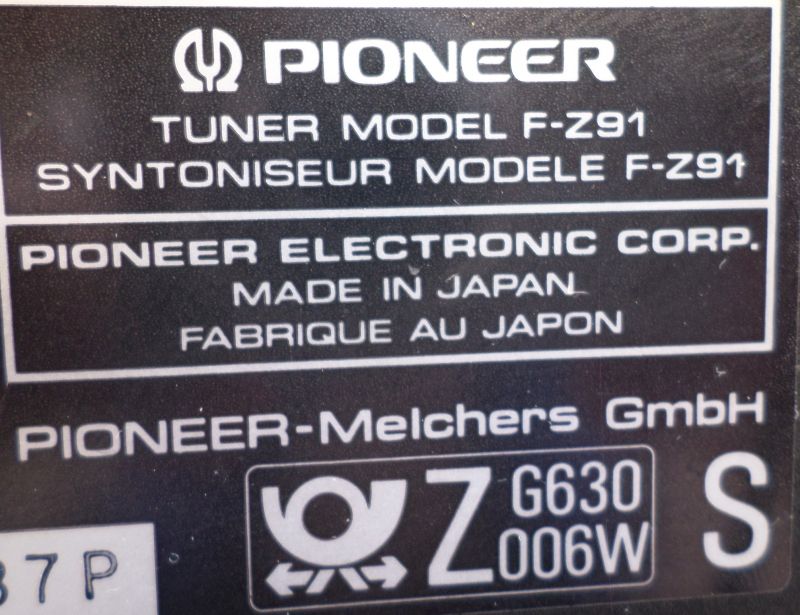 PIONEER
TUNER MODEL F-Z91
SYNTONISEUR MODELE F-Z91
PIONEER ELECTRONIC CORP.
MADE IN JAPAN
FABRIQUE AU JAPON
PIONEER-Melchers GmbH
Z G630 S
006W
7P